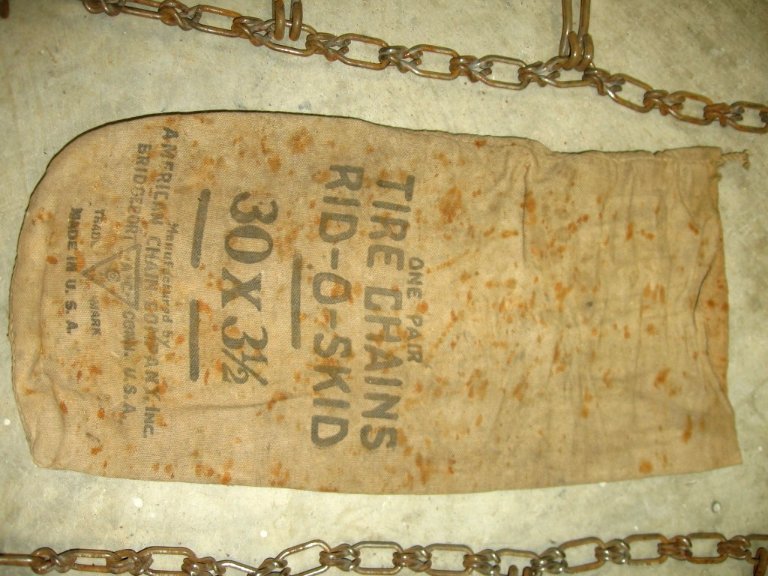 ONE PAIR
TIRE CHAINS
RID-O-SKID
30 X 3½
Manufactured by
AMERICAN CHAIN COMPANY, INC.
BRIDGEPORT, CONN. U.S.A.
TRADE MARK
MADE IN U.S.A.